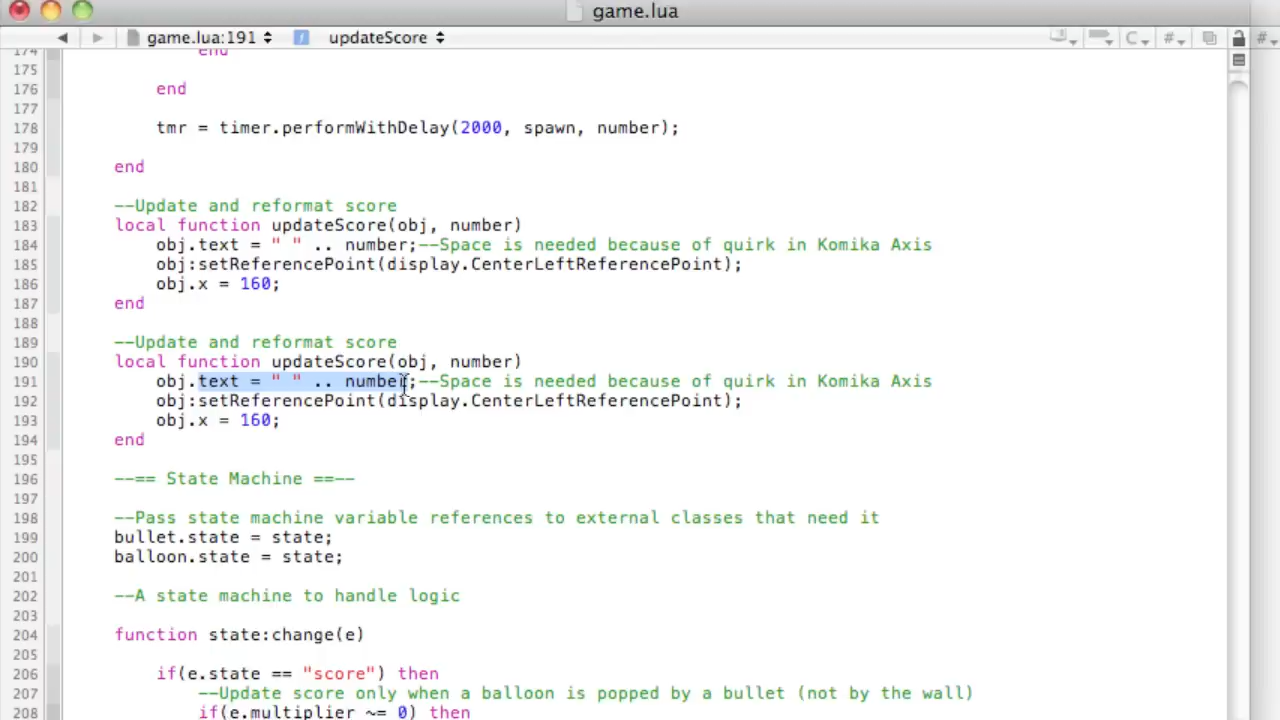 game.lua
game.lua:191 updateScore C # #
174 end
175
176 end
177
178 tmr = timer.performWithDelay(2000, spawn, number);
179
180 end
181
182 --Update and reformat score
183 local function updateScore(obj, number)
184 obj.text = " " .. number;--Space is needed because of quirk in Komika Axis
185 obj:setReferencePoint(display.CenterLeftReferencePoint);
186 obj.x = 160;
187 end
188
189 --Update and reformat score
190 local function updateScore(obj, number)
191 obj.text = " " .. number;--Space is needed because of quirk in Komika Axis
192 obj:setReferencePoint(display.CenterLeftReferencePoint);
193 obj.x = 160;
194 end
195
196 --== State Machine ==--
197
198 --Pass state machine variable references to external classes that need it
199 bullet.state = state;
200 balloon.state = state;
201
202 --A state machine to handle logic
203
204 function state:change(e)
205
206 if(e.state == "score") then
207 --Update score only when a balloon is popped by a bullet (not by the wall)
208 if(e.multiplier ~= 0) then